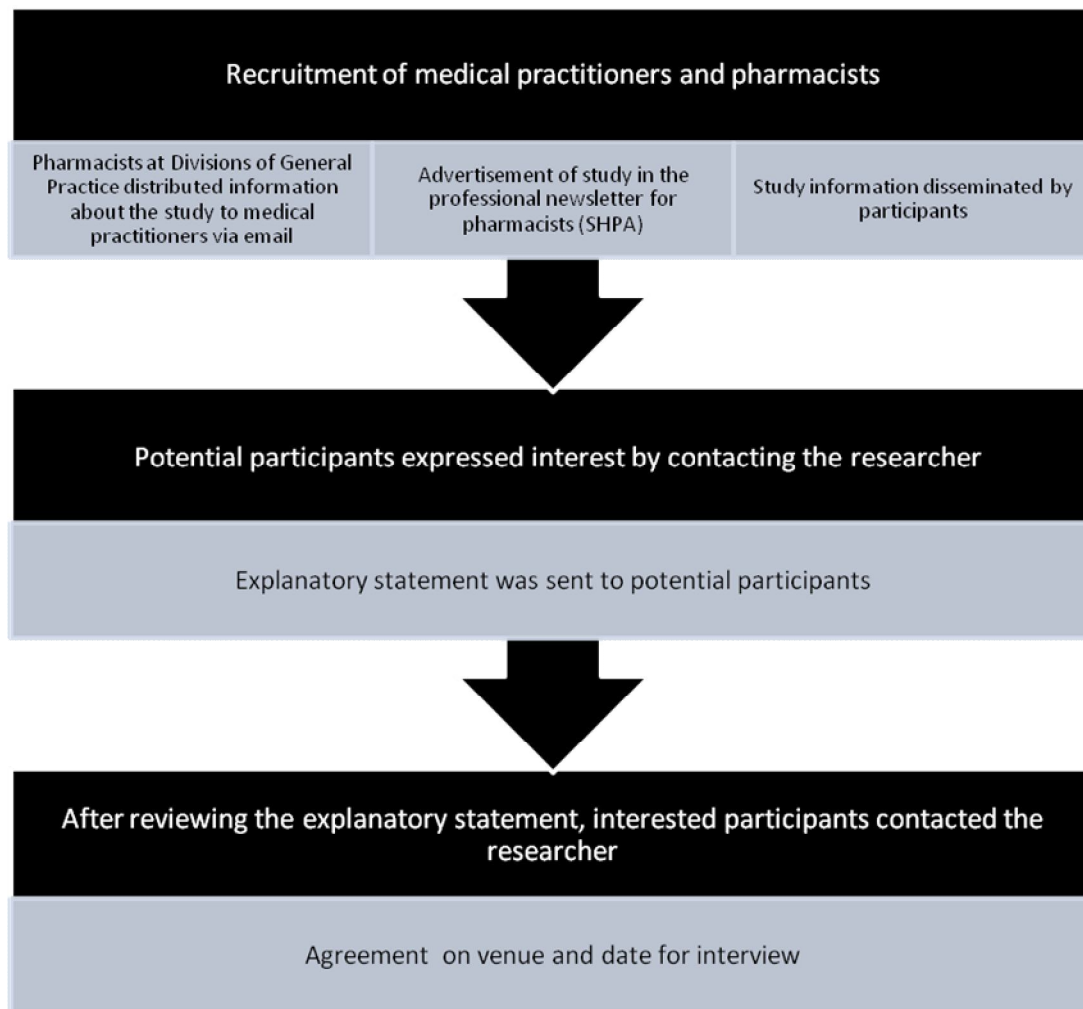 Recruitment of medical practitioners and pharmacists
Pharmacists at Divisions of General
Practice distributed information
about the study to medical
practitioners via email
Advertisement of study in the
professional newsletter for
pharmacists (SHPA)
Study information disseminated by
participants
Potential participants expressed interest by contacting the researcher
Explanatory statement was sent to potential participants
After reviewing the explanatory statement, interested participants contacted the
researcher
Agreement on venue and date for interview